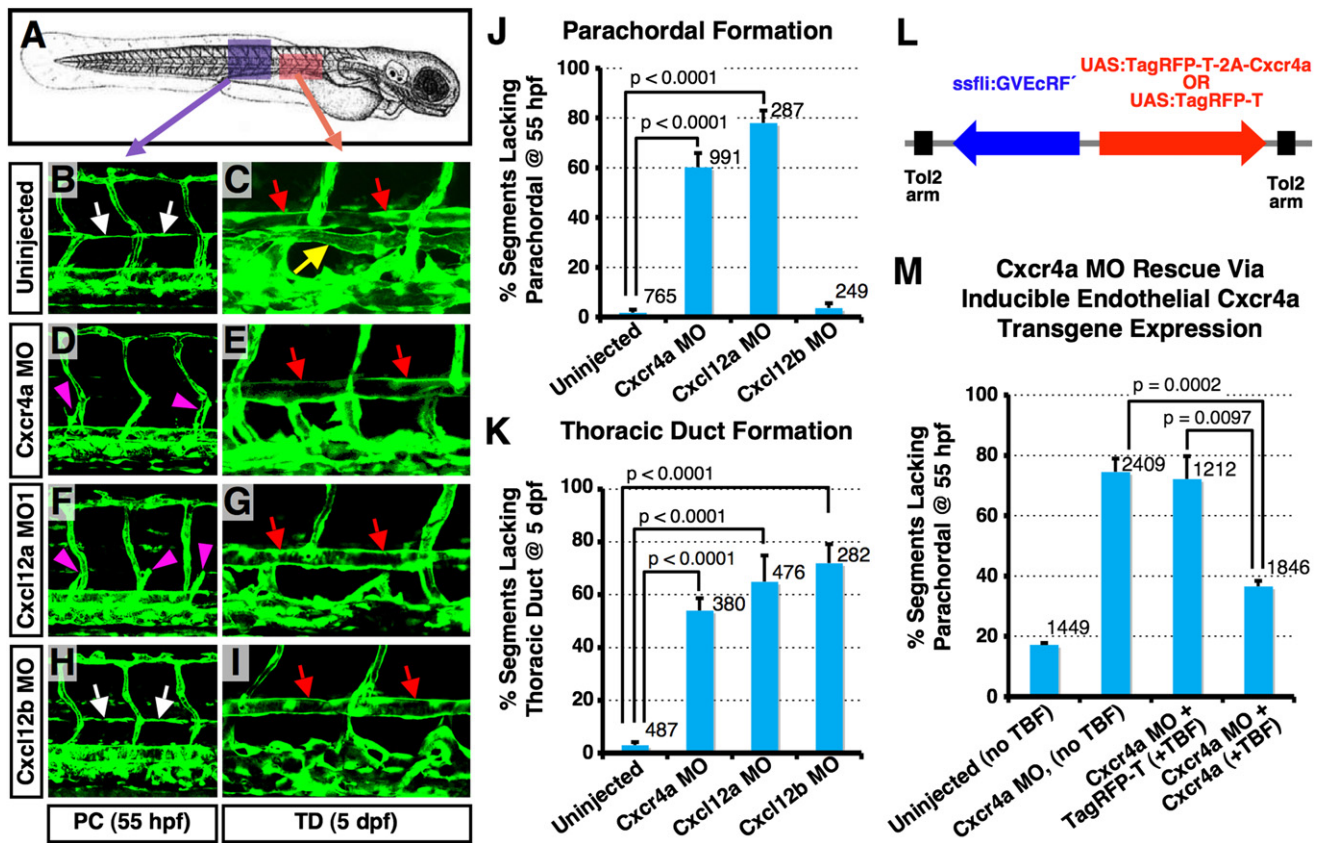 A
B
C
D
E
F
G
H
I
Uninjected
Cxcr4a MO
Cxcl12a MO1
Cxcl12b MO
PC (55 hpf)
TD (5 dpf)
J
Parachordal Formation
% Segments Lacking
Parachordal @ 55 hpf
100
80
60
40
20
0
p < 0.0001
p < 0.0001
765
991
287
249
Uninjected
Cxcr4a MO
Cxcl12a MO
Cxcl12b MO
K
Thoracic Duct Formation
% Segments Lacking
Thoracic Duct @ 5 dpf
100
80
60
40
20
0
p < 0.0001
p < 0.0001
p < 0.0001
487
380
476
282
Uninjected
Cxcr4a MO
Cxcl12a MO
Cxcl12b MO
L
ssfli:GVEcRF´
UAS:TagRFP-T-2A-Cxcr4a
OR
UAS:TagRFP-T
Tol2
arm
Tol2
arm
M
Cxcr4a MO Rescue Via
Inducible Endothelial Cxcr4a
Transgene Expression
% Segments Lacking
Parachordal @ 55 hpf
100
80
60
40
20
0
p = 0.0002
p = 0.0097
1449
2409
1212
1846
Uninjected (no TBF)
Cxcr4a MO, (no TBF)
Cxcr4a MO +
TagRFP-T (+TBF)
Cxcr4a MO +
Cxcr4a (+TBF)